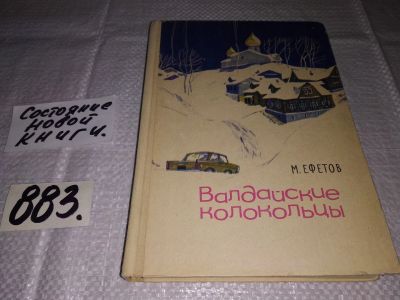 Состояние
новой
книги.
883.
М. ЕФЕТОВ
Валдайские
колокольцы